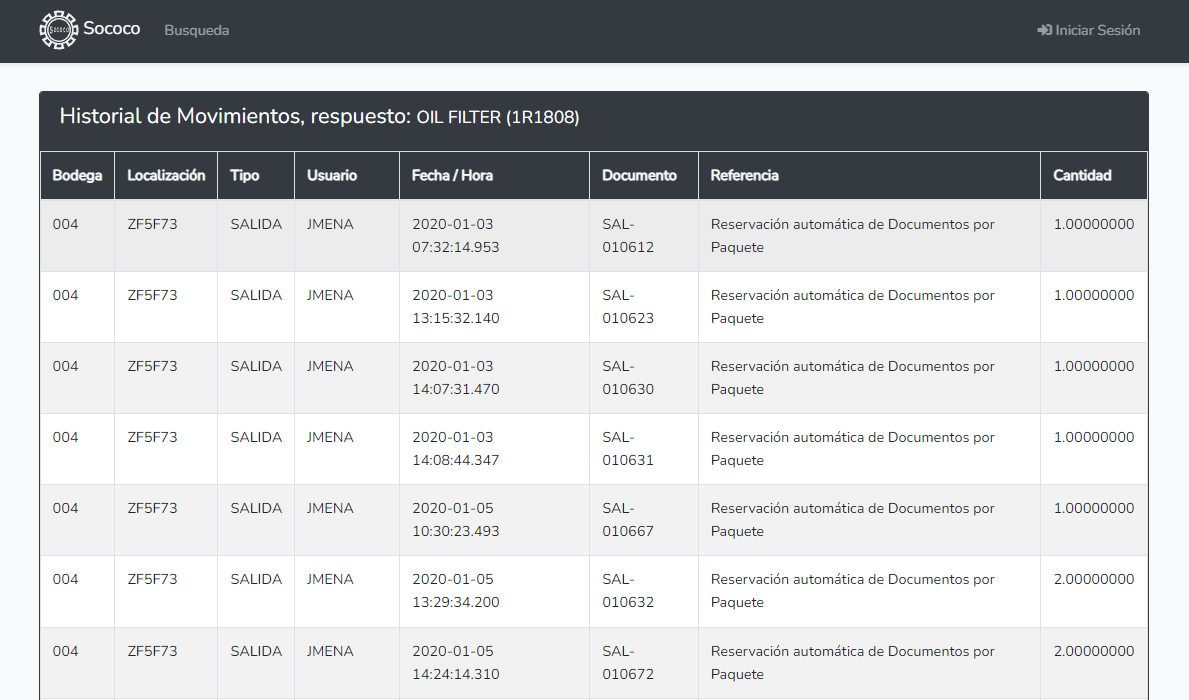 Sococo Sococo Busqueda Iniciar Sesión
Historial de Movimientos, respuesto: OIL FILTER (1R1808)
Bodega Localización Tipo Usuario Fecha / Hora Documento Referencia Cantidad
004 ZF5F73 SALIDA JMENA 2020-01-03 SAL- Reservación automática de Documentos por 1.00000000
07:32:14.953 010612 Paquete
004 ZF5F73 SALIDA JMENA 2020-01-03 SAL- Reservación automática de Documentos por 1.00000000
13:15:32.140 010623 Paquete
004 ZF5F73 SALIDA JMENA 2020-01-03 SAL- Reservación automática de Documentos por 1.00000000
14:07:31.470 010630 Paquete
004 ZF5F73 SALIDA JMENA 2020-01-03 SAL- Reservación automática de Documentos por 1.00000000
14:08:44.347 010631 Paquete
004 ZF5F73 SALIDA JMENA 2020-01-05 SAL- Reservación automática de Documentos por 1.00000000
10:30:23.493 010667 Paquete
004 ZF5F73 SALIDA JMENA 2020-01-05 SAL- Reservación automática de Documentos por 2.00000000
13:29:34.200 010632 Paquete
004 ZF5F73 SALIDA JMENA 2020-01-05 SAL- Reservación automática de Documentos por 2.00000000
14:24:14.310 010672 Paquete